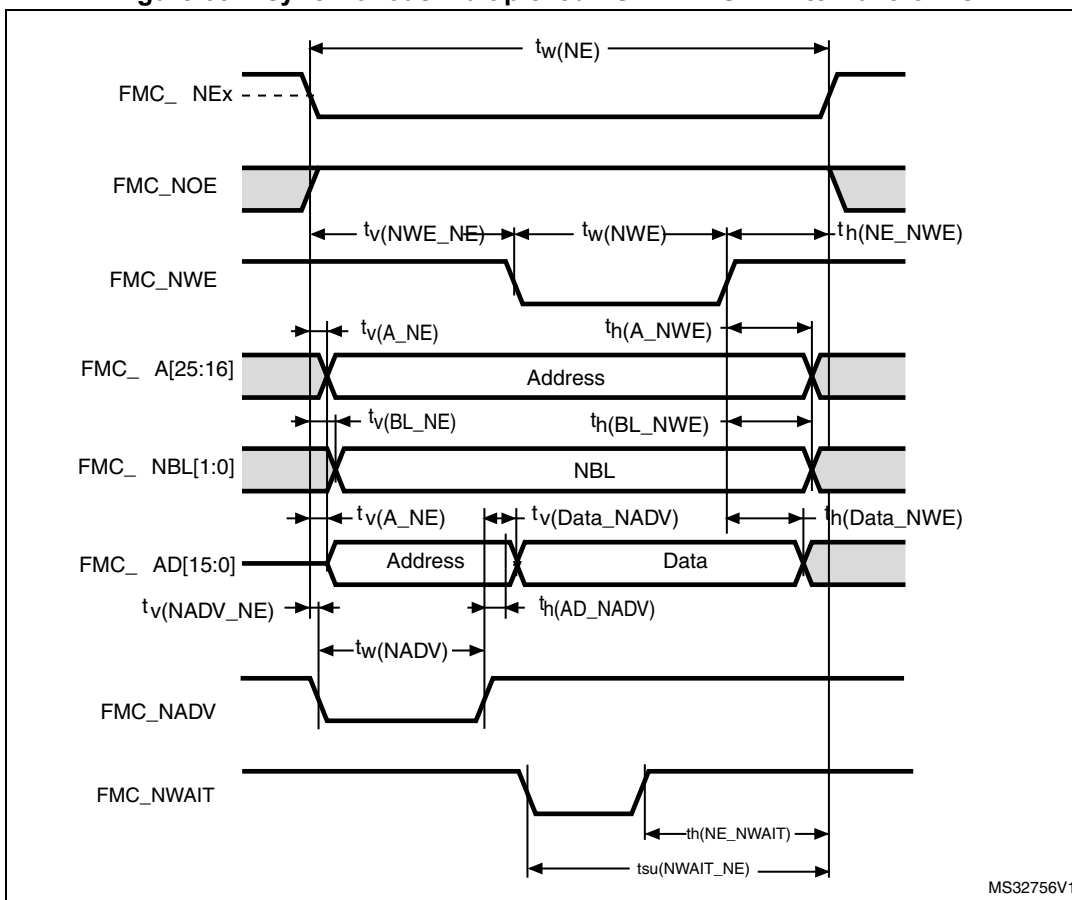 tw(NE)
FMC_ NEx
FMC_NOE
tv(NWE_NE)
tw(NWE)
th(NE_NWE)
FMC_NWE
tv(A_NE)
th(A_NWE)
FMC_ A[25:16]
Address
tv(BL_NE)
th(BL_NWE)
FMC_ NBL[1:0]
NBL
tv(A_NE)
tv(Data_NADV)
th(Data_NWE)
FMC_ AD[15:0]
Address
Data
tv(NADV_NE)
th(AD_NADV)
tw(NADV)
FMC_NADV
FMC_NWAIT
th(NE_NWAIT)
tsu(NWAIT_NE)
MS32756V1